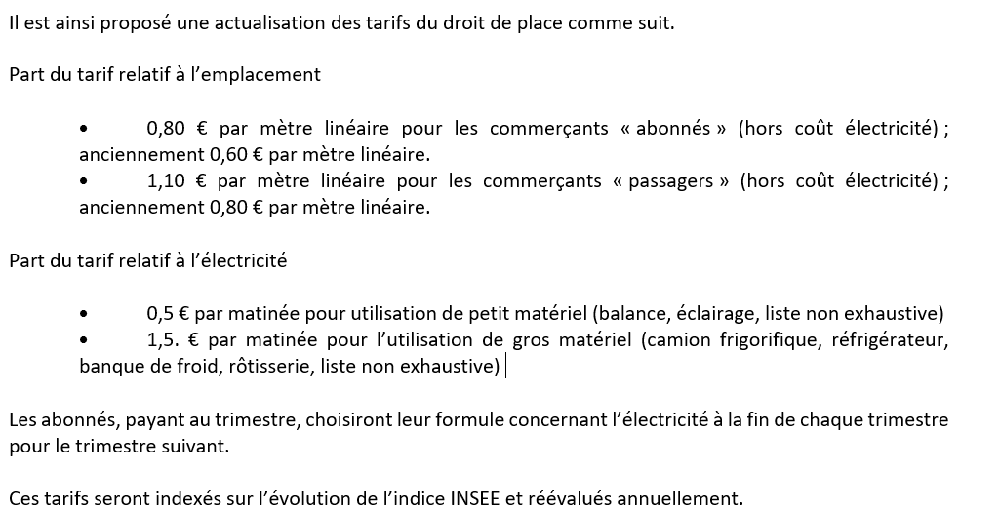 Il est ainsi proposé une actualisation des tarifs du droit de place comme suit.
Part du tarif relatif à l’emplacement
• 0,80 € par mètre linéaire pour les commerçants « abonnés » (hors coût électricité) ;
anciennement 0,60 € par mètre linéaire.
• 1,10 € par mètre linéaire pour les commerçants « passagers » (hors coût électricité) ;
anciennement 0,80 € par mètre linéaire.
Part du tarif relatif à l’électricité
• 0,5 € par matinée pour utilisation de petit matériel (balance, éclairage, liste non exhaustive)
• 1,5. € par matinée pour l’utilisation de gros matériel (camion frigorifique, réfrigérateur,
banque de froid, rôtisserie, liste non exhaustive)
Les abonnés, payant au trimestre, choisiront leur formule concernant l’électricité à la fin de chaque trimestre
pour le trimestre suivant.
Ces tarifs seront indexés sur l’évolution de l’indice INSEE et réévalués annuellement.